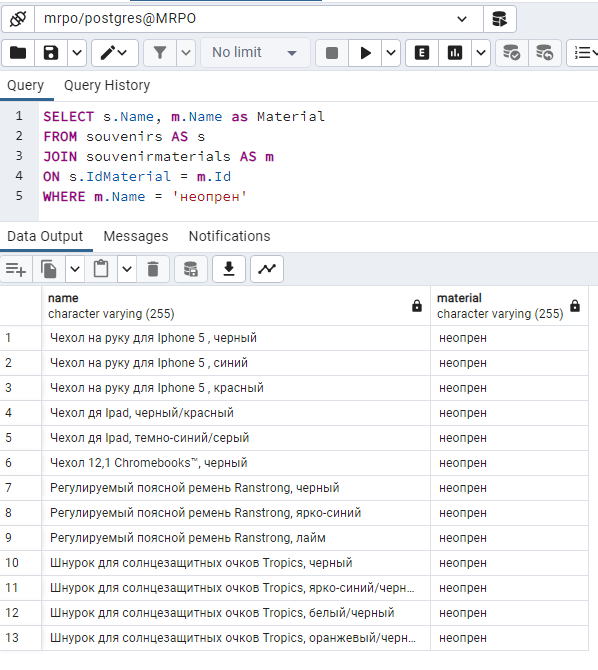 mrpo/postgres@MRPO
No limit
E
Query Query History
1 SELECT s.Name, m.Name as Material
2 FROM souvenirs AS s
3 JOIN souvenirmaterials AS m
4 ON s.IdMaterial = m.Id
5 WHERE m.Name = 'неопрен'
Data Output Messages Notifications
name material
character varying (255) character varying (255)
1 Чехол на руку для Iphone 5 , черный неопрен
2 Чехол на руку для Iphone 5 , синий неопрен
3 Чехол на руку для Iphone 5 , красный неопрен
4 Чехол дя Ipad, черный/красный неопрен
5 Чехол дя Ipad, темно-синий/серый неопрен
6 Чехол 12,1 Chromebooks™, черный неопрен
7 Регулируемый поясной ремень Ranstrong, черный неопрен
8 Регулируемый поясной ремень Ranstrong, ярко-синий неопрен
9 Регулируемый поясной ремень Ranstrong, лайм неопрен
10 Шнурок для солнцезащитных очков Tropics, черный неопрен
11 Шнурок для солнцезащитных очков Tropics, ярко-синий/черн... неопрен
12 Шнурок для солнцезащитных очков Tropics, белый/черный неопрен
13 Шнурок для солнцезащитных очков Tropics, оранжевый/черн... неопрен